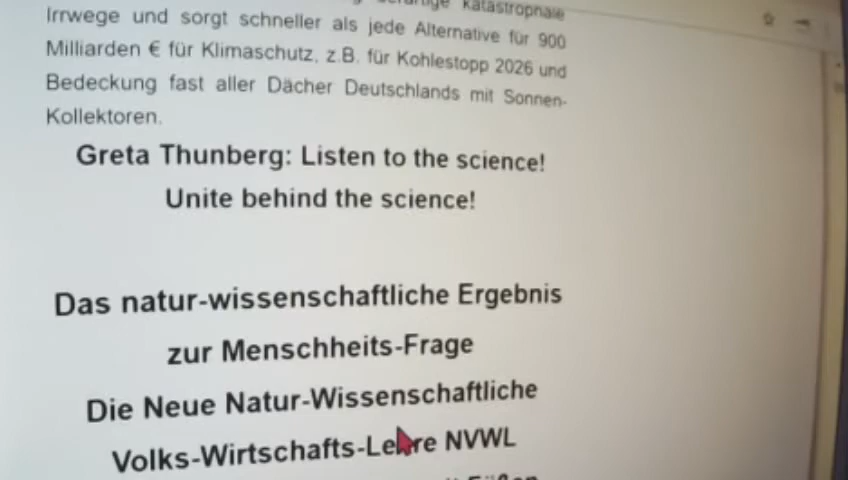 katastrophale
Irrwege und sorgt schneller als jede Alternative für 900
Milliarden € für Klimaschutz, z.B. für Kohlestopp 2026 und
Bedeckung fast aller Dächer Deutschlands mit Sonnen-
Kollektoren.
Greta Thunberg: Listen to the science!
Unite behind the science!
Das natur-wissenschaftliche Ergebnis
zur Menschheits-Frage
Die Neue Natur-Wissenschaftliche
Volks-Wirtschafts-Lehre NVWL